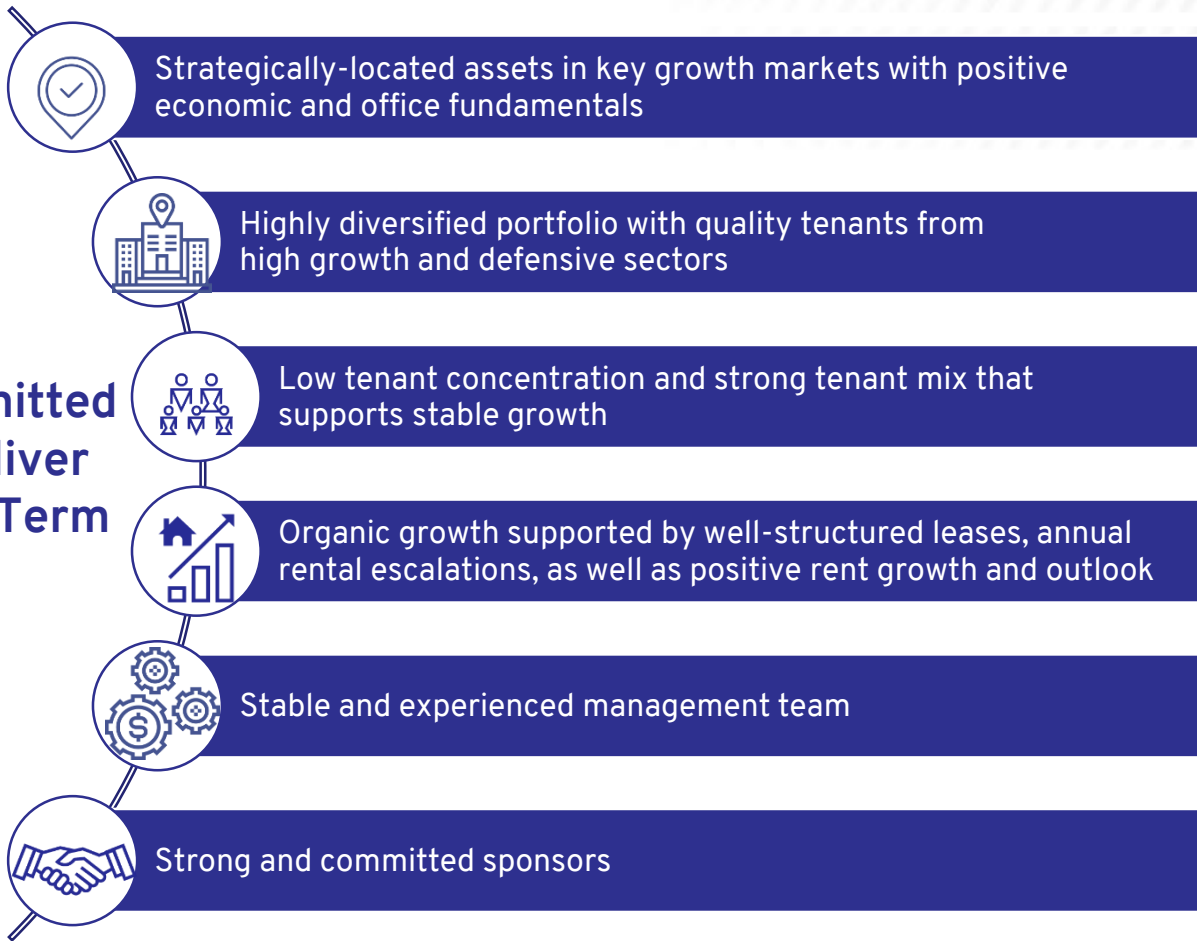 Strategically-located assets in key growth markets with positive
economic and office fundamentals
Highly diversified portfolio with quality tenants from
high growth and defensive sectors
Low tenant concentration and strong tenant mix that
supports stable growth
Term
Organic growth supported by well-structured leases, annual
rental escalations, as well as positive rent growth and outlook
$
Stable and experienced management team
Strong and committed sponsors